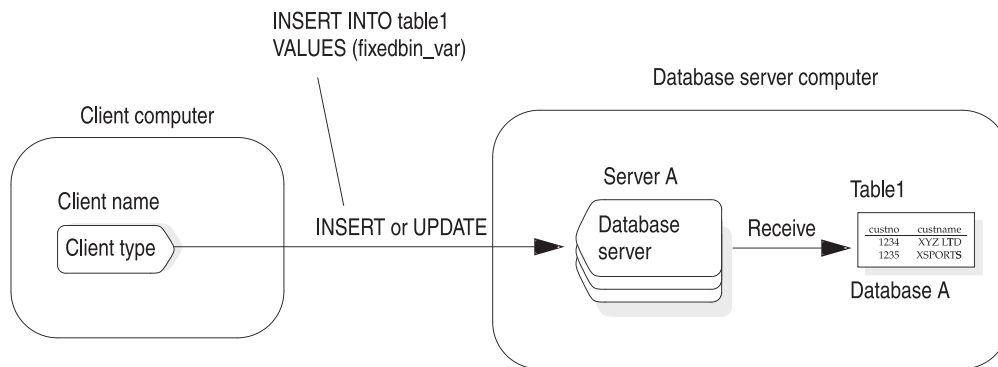 INSERT INTO table1
VALUES (fixedbin_var)
Database server computer
Client computer
Server A
Table1
Client name
Client type
INSERT or UPDATE
Database
server
Receive
custno custname
1234 XYZ LTD
1235 XSPORTS
Database A